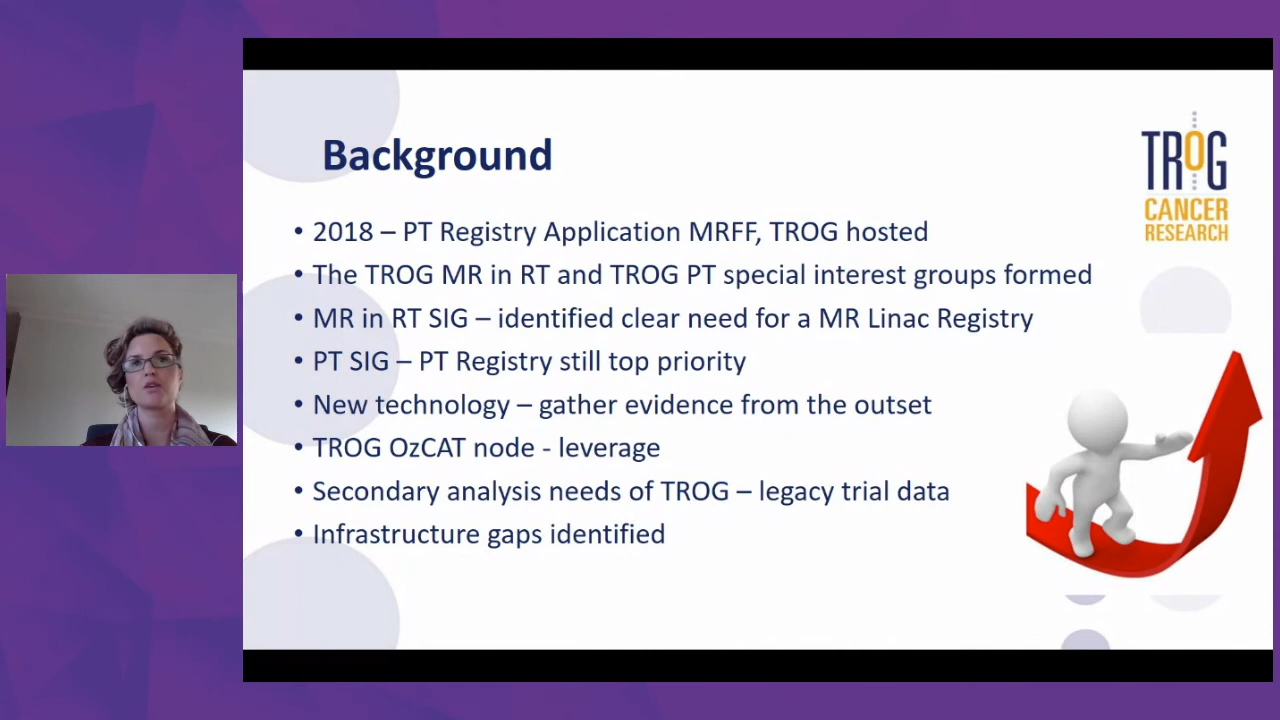 Background
TROG
CANCER
RESEARCH
• 2018 – PT Registry Application MRFF, TROG hosted
• The TROG MR in RT and TROG PT special interest groups formed
• MR in RT SIG – identified clear need for a MR Linac Registry
• PT SIG – PT Registry still top priority
• New technology – gather evidence from the outset
• TROG OzCAT node - leverage
• Secondary analysis needs of TROG – legacy trial data
• Infrastructure gaps identified